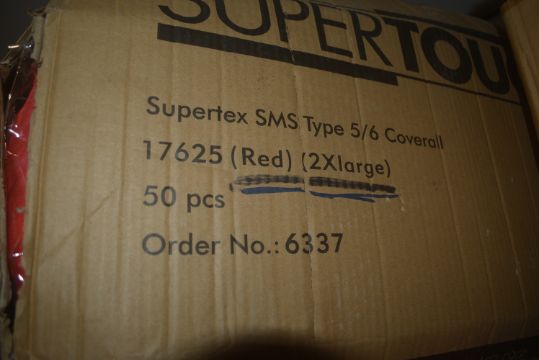 SUPERTOU
Supertex SMS Type 5/6 Coverall
17625 (Red) (2Xlarge)
50 pcs
Order No.: 6337